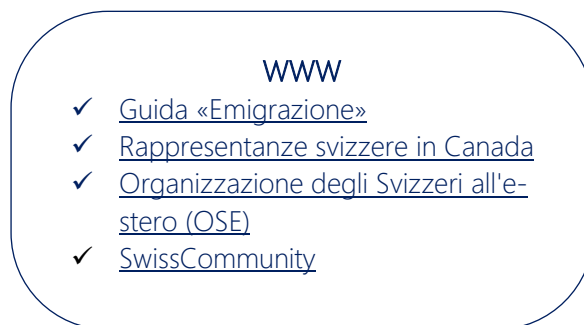 WWW
✓ Guida «Emigrazione»
✓ Rappresentanze svizzere in Canada
✓ Organizzazione degli Svizzeri all'e-
stero (OSE)
✓ SwissCommunity